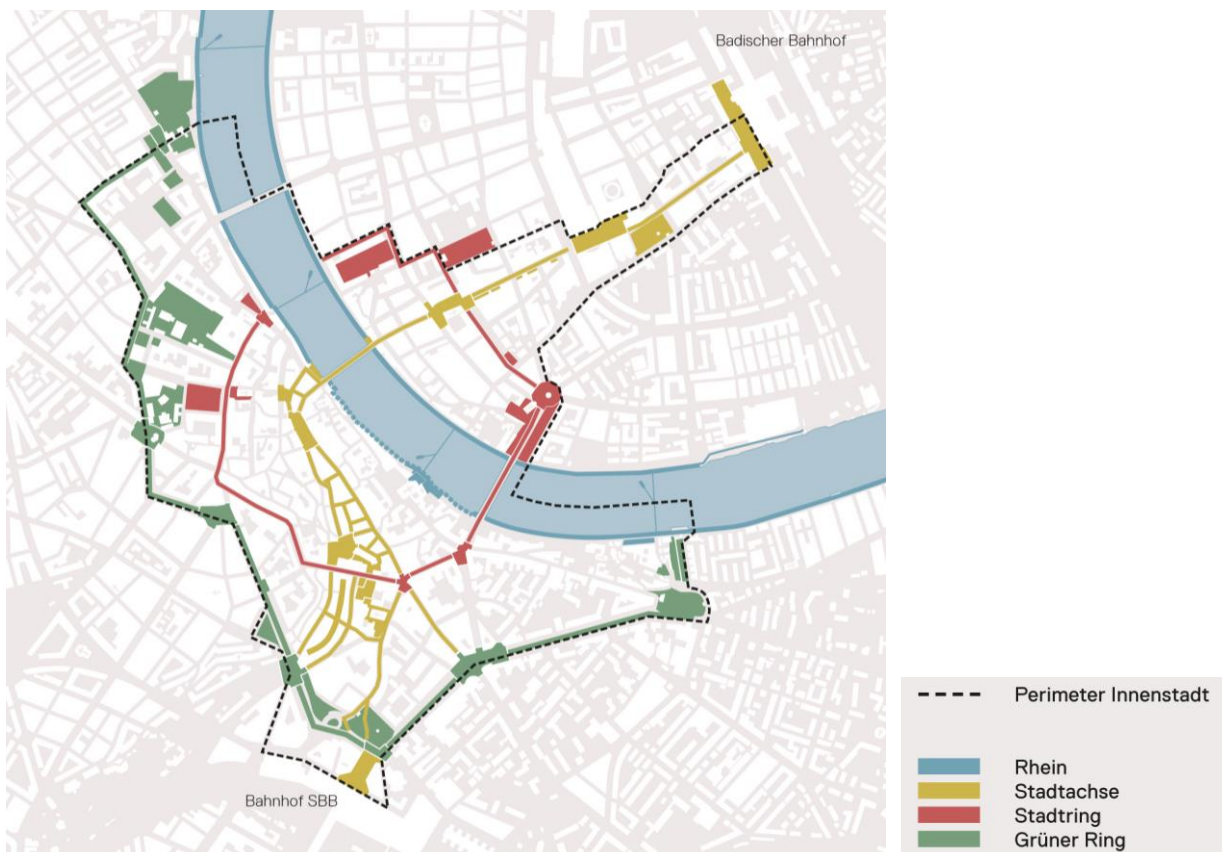 Badischer Bahnhof
Bahnhof SBB
Perimeter Innenstadt
Rhein
Stadtachse
Stadtring
Grüner Ring